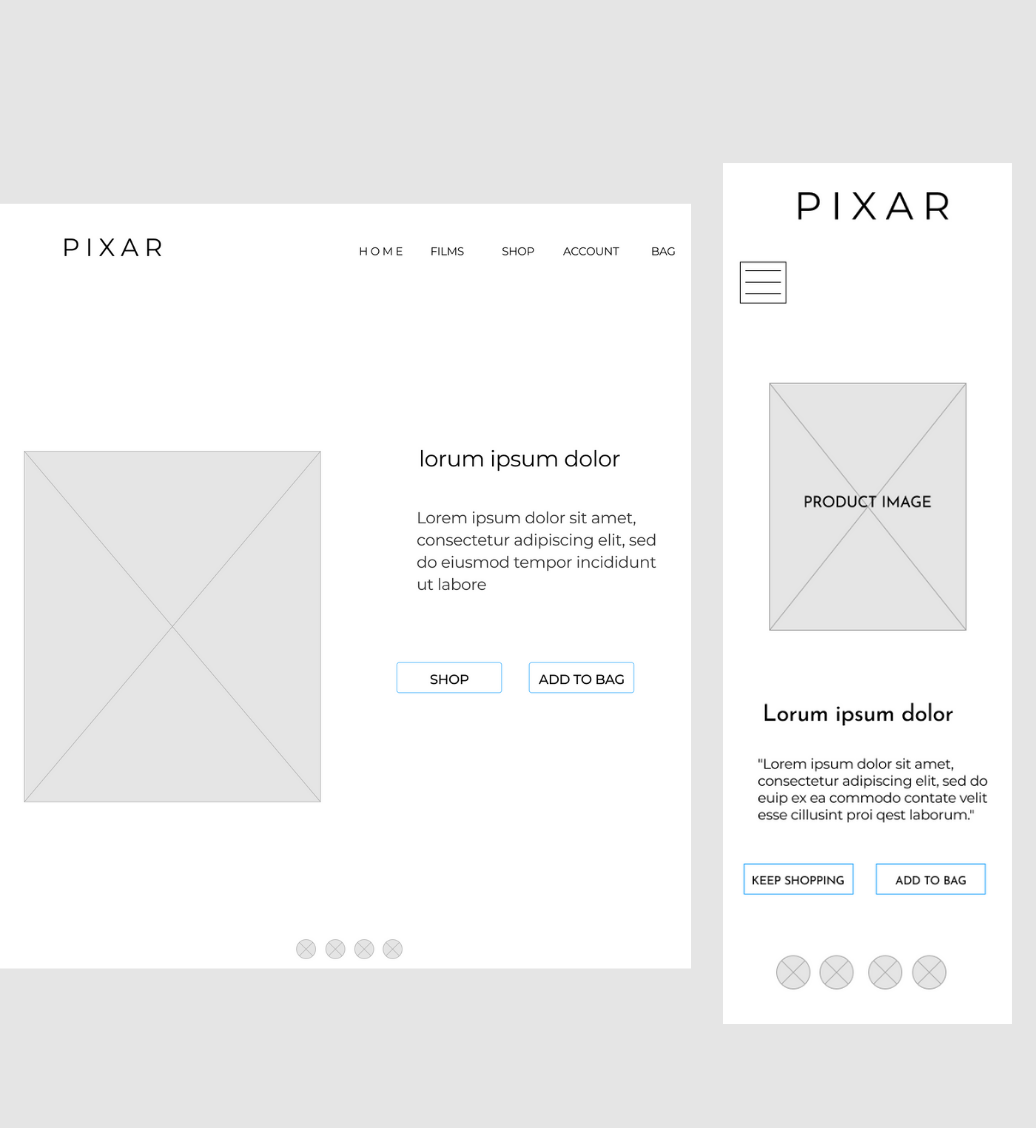 PIXAR
HOME FILMS SHOP ACCOUNT BAG
lorum ipsum dolor
Lorem ipsum dolor sit amet,
consectetur adipiscing elit, sed
do eiusmod tempor incididunt
ut labore
SHOP ADD TO BAG
PIXAR
PRODUCT IMAGE
Lorum ipsum dolor
"Lorem ipsum dolor sit amet,
consectetur adipiscing elit, sed do
euip ex ea commodo contate velit
esse cillusint proi qest laborum."
KEEP SHOPPING ADD TO BAG